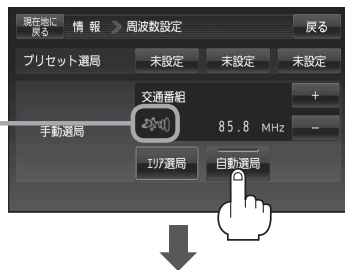 現在地に戻る 情報 周波数設定 戻る
プリセット選局 未設定 未設定 未設定
交通番組 +
手動選局 85.8 MHz −
エリア選局 自動選局